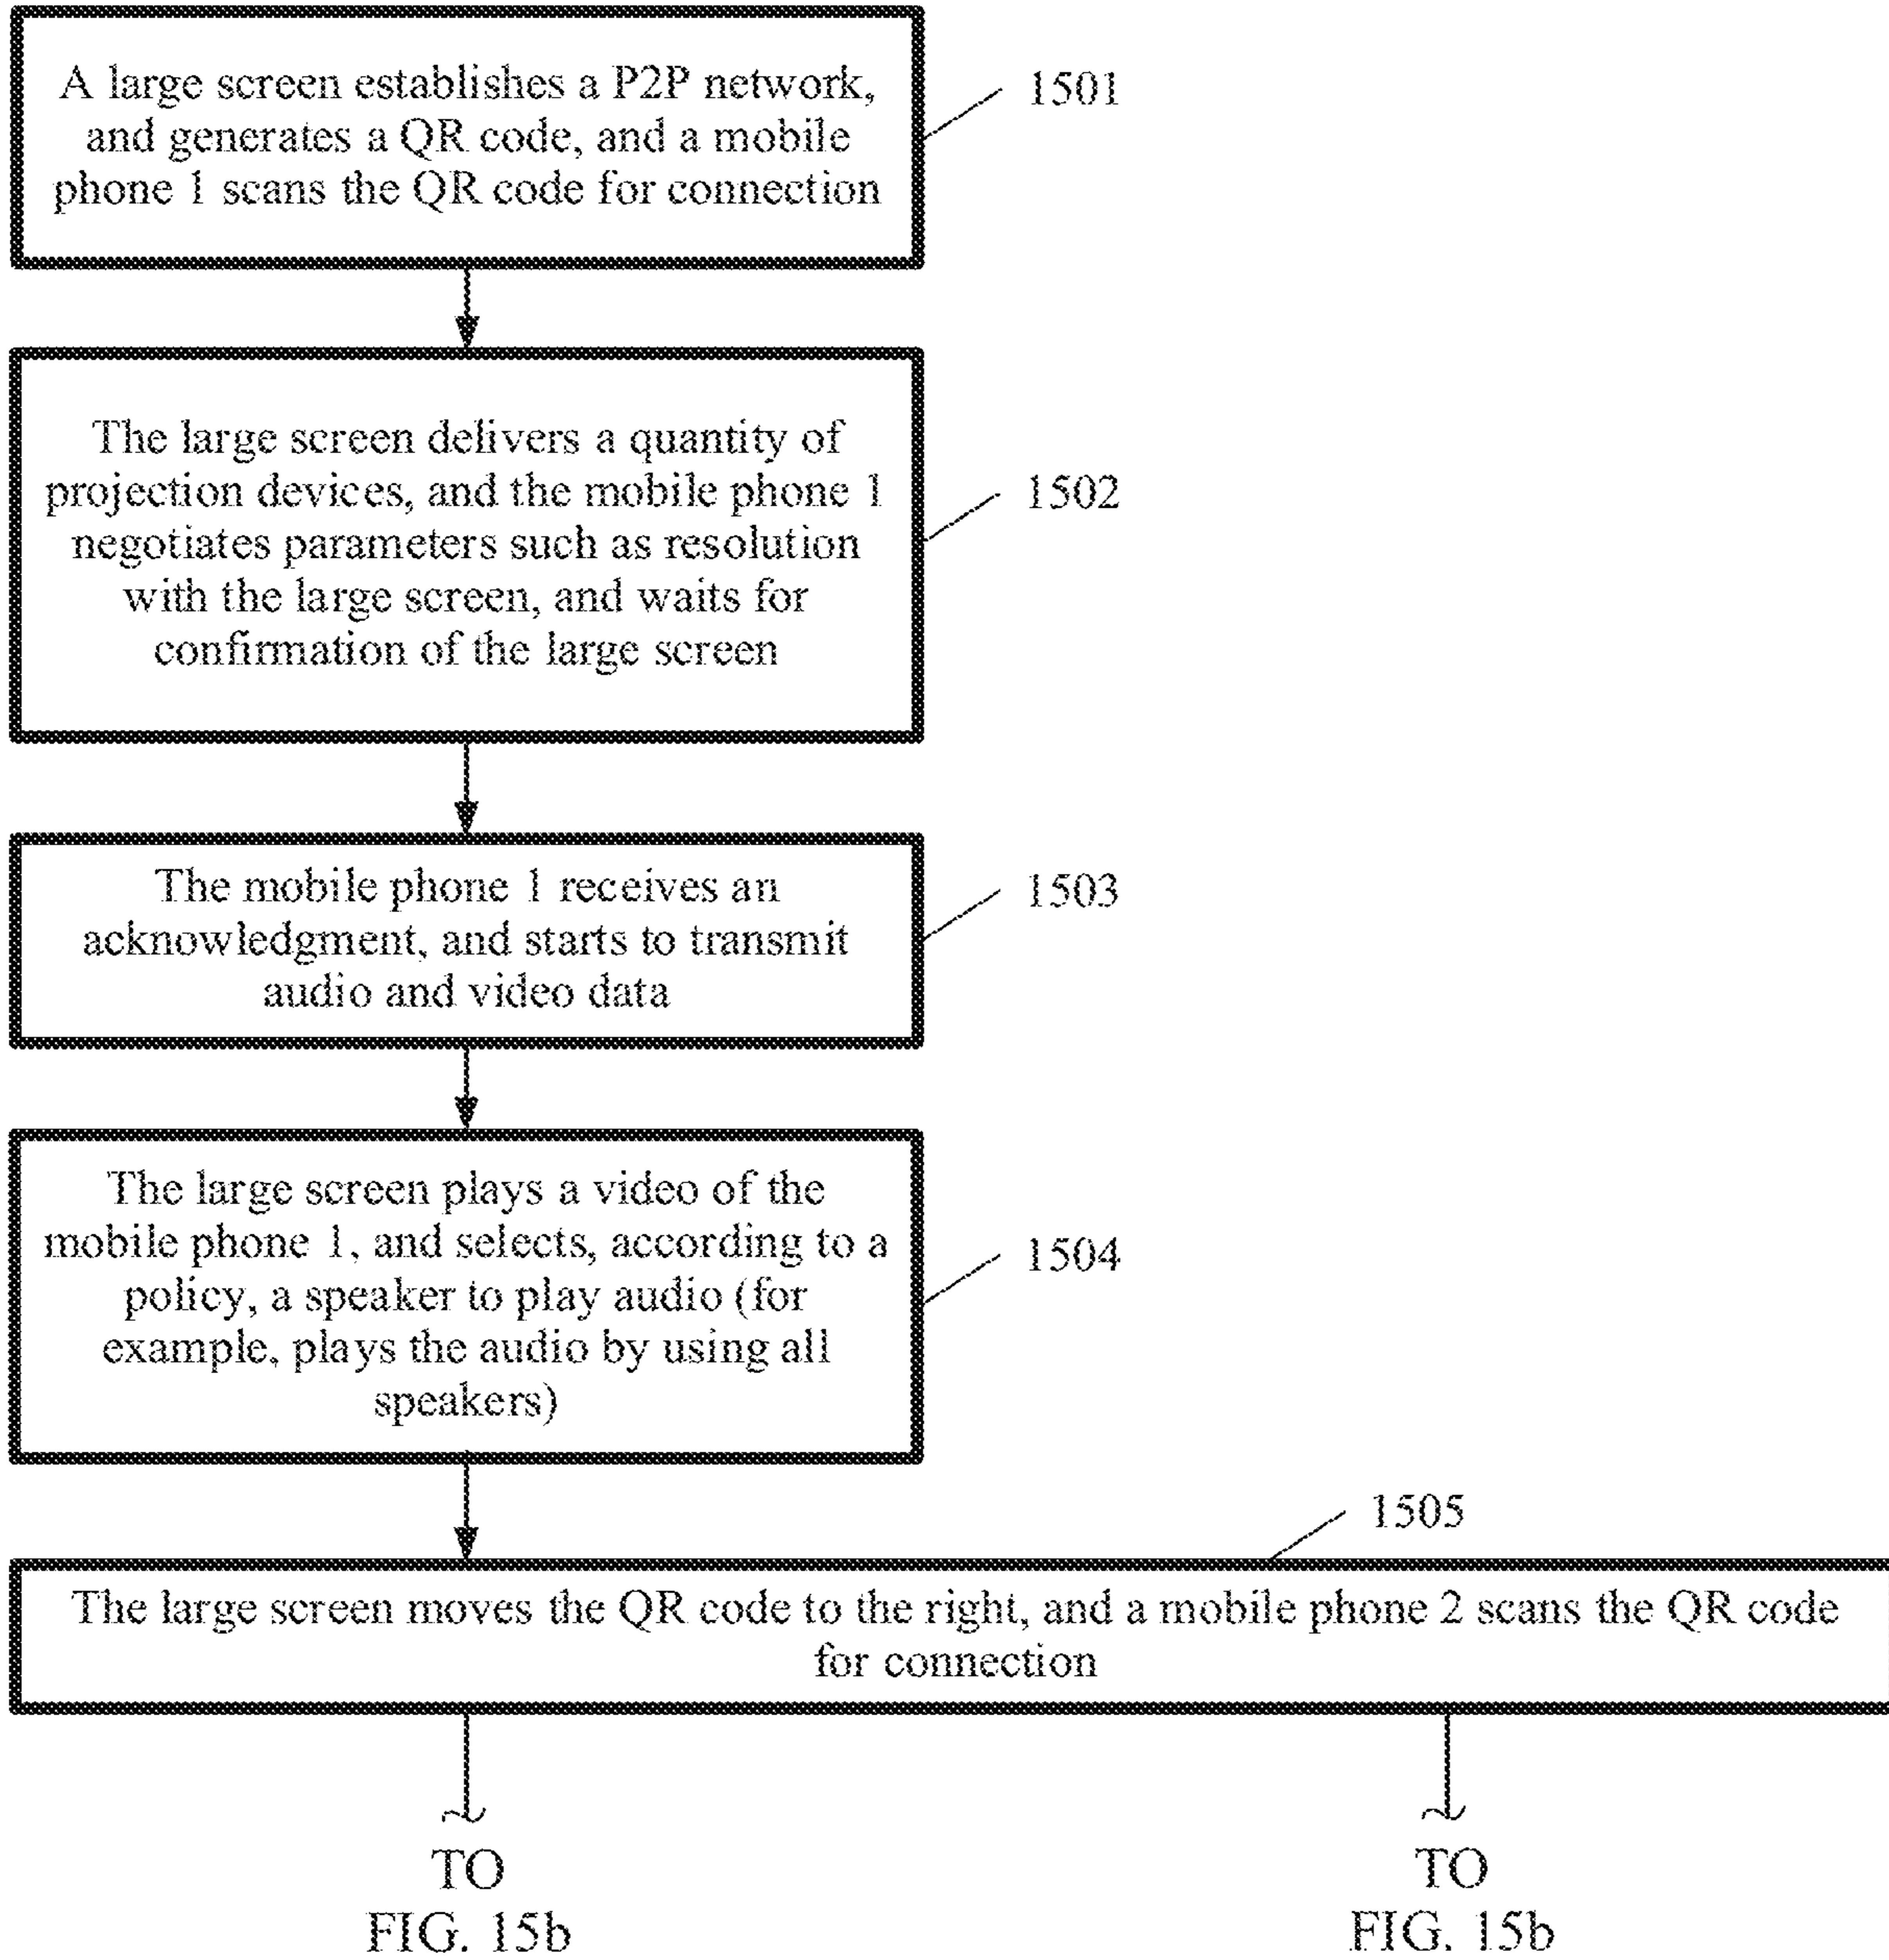 A large screen establishes a P2P network,
and generates a QR code, and a mobile
phone 1 scans the QR code for connection
1501
The large screen delivers a quantity of
projection devices, and the mobile phone 1
negotiates parameters such as resolution
with the large screen, and waits for
confirmation of the large screen
1502
The mobile phone 1 receives an
acknowledgment, and starts to transmit
audio and video data
1503
The large screen plays a video of the
mobile phone 1, and selects, according to a
policy, a speaker to play audio (for
example, plays the audio by using all
speakers)
1504
1505
The large screen moves the QR code to the right, and a mobile phone 2 scans the QR code
for connection
TO
FIG. 15b
TO
FIG. 15b